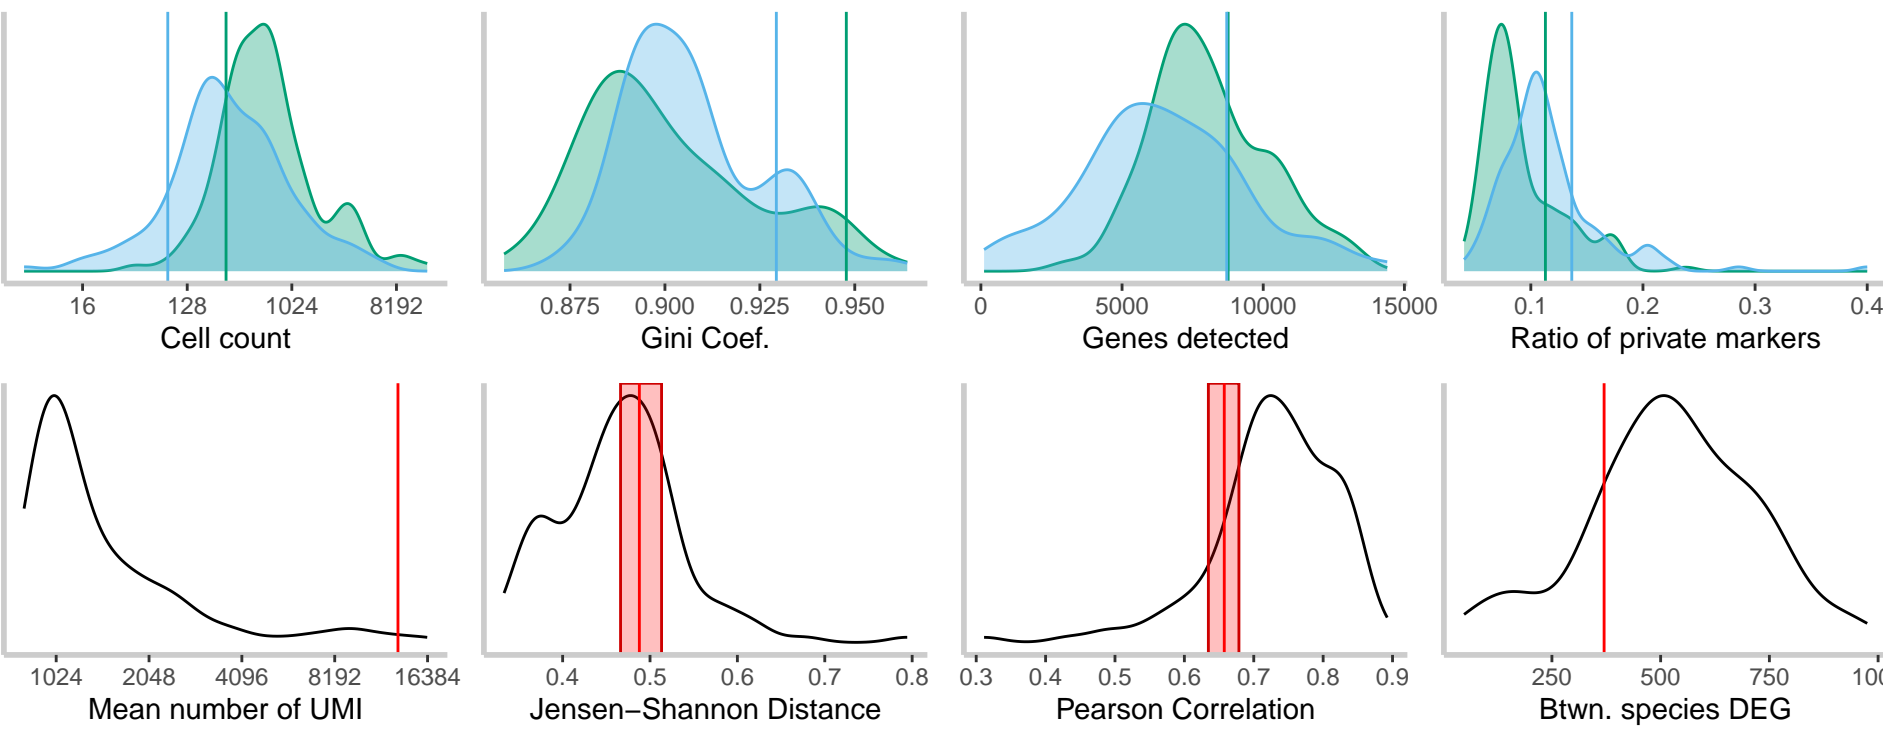 16 128 1024 8192
Cell count
0.875 0.900 0.925 0.950
Gini Coef.
0 5000 10000 15000
Genes detected
0.1 0.2 0.3 0.4
Ratio of private markers
1024 2048 4096 8192 16384
Mean number of UMI
0.4 0.5 0.6 0.7 0.8
Jensen−Shannon Distance
0.3 0.4 0.5 0.6 0.7 0.8 0.9
Pearson Correlation
250 500 750 100
Btwn. species DEG